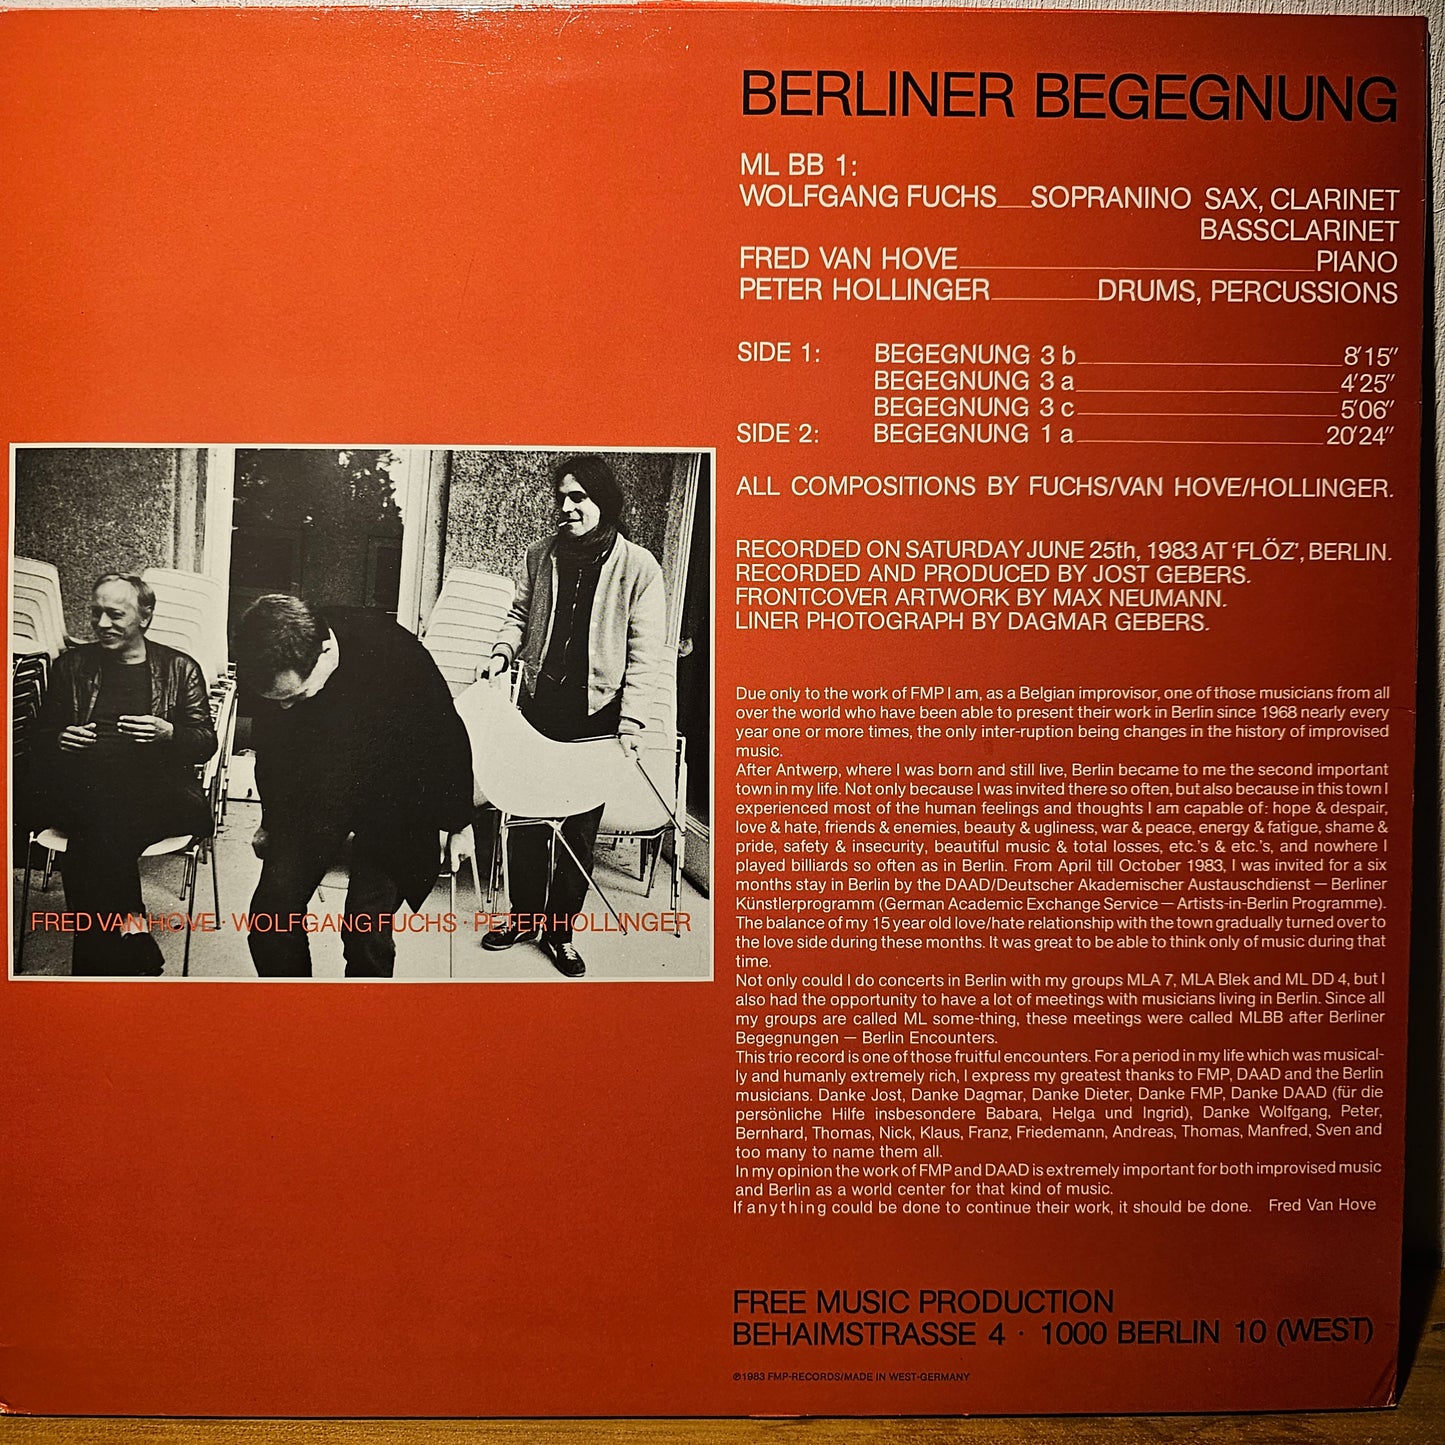 BERLINER BEGEGNUNG
ML BB 1:
WOLFGANG FUCHS SOPRANINO SAX, CLARINET
BASSCLARINET
FRED VAN HOVE PIANO
PETER HOLLINGER DRUMS, PERCUSSIONS
SIDE 1: BEGEGNUNG 3 b 8'15"
BEGEGNUNG 3 a 4'25"
BEGEGNUNG 3 c 5'06"
SIDE 2: BEGEGNUNG 1 a 20'24"
ALL COMPOSITIONS BY FUCHS/VAN HOVE/HOLLINGER.
RECORDED ON SATURDAY JUNE 25th, 1983 AT 'FLÖZ', BERLIN.
RECORDED AND PRODUCED BY JOST GEBERS.
FRONTCOVER ARTWORK BY MAX NEUMANN.
LINER PHOTOGRAPH BY DAGMAR GEBERS.
FRED VAN HOVE · WOLFGANG FUCHS · PETER HOLLINGER
Due only to the work of FMP I am, as a Belgian improvisor, one of those musicians from all
over the world who have been able to present their work in Berlin since 1968 nearly every
year one or more times, the only inter-ruption being changes in the history of improvised
music.
After Antwerp, where I was born and still live, Berlin became to me the second important
town in my life. Not only because I was invited there so often, but also because in this town I
experienced most of the human feelings and thoughts I am capable of: hope & despair,
love & hate, friends & enemies, beauty & ugliness, war & peace, energy & fatigue, shame &
pride, safety & insecurity, beautiful music & total losses, etc.'s & etc.'s, and nowhere I
played billiards so often as in Berlin. From April till October 1983, I was invited for a six
months stay in Berlin by the DAAD/Deutscher Akademischer Austauschdienst — Berliner
Künstlerprogramm (German Academic Exchange Service — Artists-in-Berlin Programme).
The balance of my 15 year old love/hate relationship with the town gradually turned over to
the love side during these months. It was great to be able to think only of music during that
time.
Not only could I do concerts in Berlin with my groups MLA 7, MLA Blek and ML DD 4, but I
also had the opportunity to have a lot of meetings with musicians living in Berlin. Since all
my groups are called ML some-thing, these meetings were called MLBB after Berliner
Begegnungen — Berlin Encounters.
This trio record is one of those fruitful encounters. For a period in my life which was musical-
ly and humanly extremely rich, I express my greatest thanks to FMP, DAAD and the Berlin
musicians. Danke Jost, Danke Dagmar, Danke Dieter, Danke FMP, Danke DAAD (für die
persönliche Hilfe insbesondere Babara, Helga und Ingrid), Danke Wolfgang, Peter,
Bernhard, Thomas, Nick, Klaus, Franz, Friedemann, Andreas, Thomas, Manfred, Sven and
too many to name them all.
In my opinion the work of FMP and DAAD is extremely important for both improvised music
and Berlin as a world center for that kind of music.
If anything could be done to continue their work, it should be done. Fred Van Hove
FREE MUSIC PRODUCTION
BEHAIMSTRASSE 4 · 1000 BERLIN 10 (WEST)
℗1983 FMP-RECORDS/MADE IN WEST-GERMANY